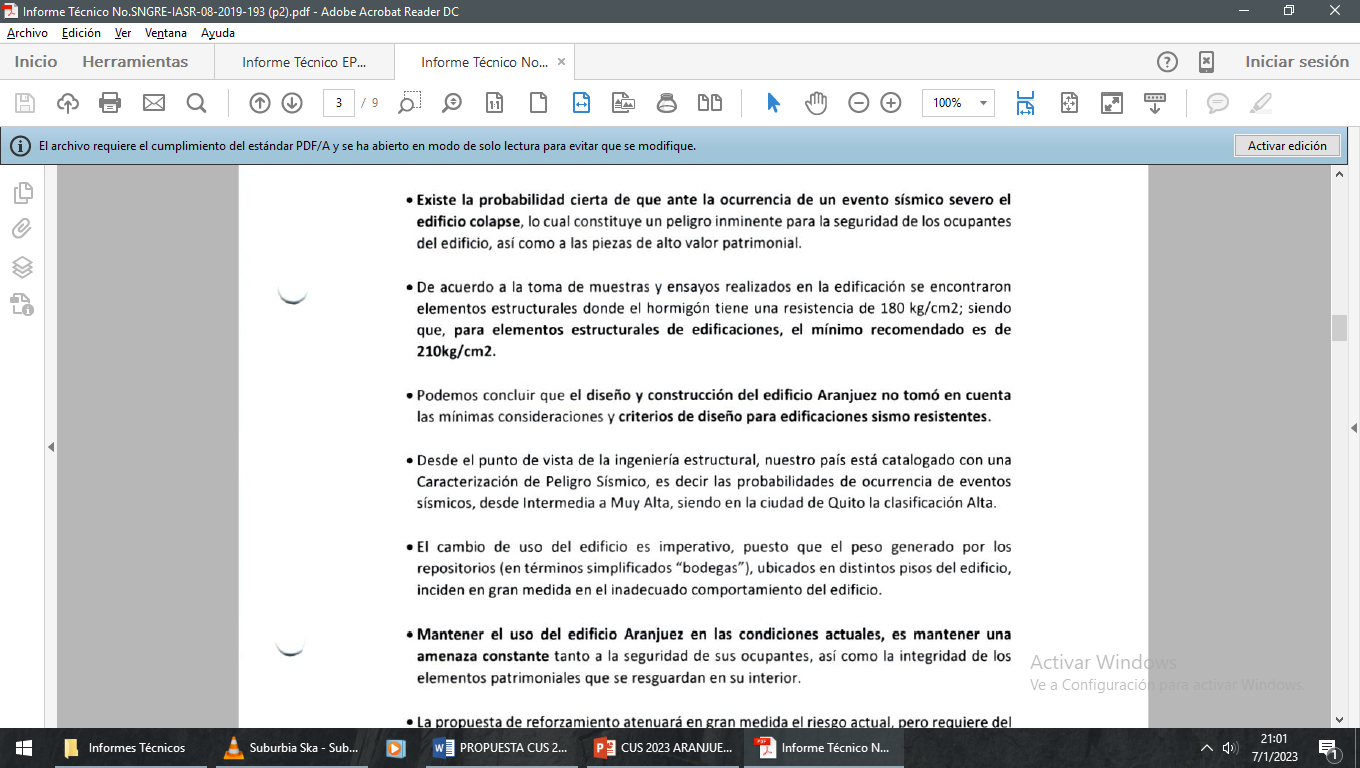 Informe Técnico No.SNGRE-IASR-08-2019-193 (p2).pdf - Adobe Acrobat Reader DC
Archivo Edición Ver Ventana Ayuda
Inicio Herramientas Informe Técnico EP... Informe Técnico No... × Iniciar sesión
3 / 9 100%
El archivo requiere el cumplimiento del estándar PDF/A y se ha abierto en modo de solo lectura para evitar que se modifique. Activar edición
• Existe la probabilidad cierta de que ante la ocurrencia de un evento sísmico severo el
edificio colapse, lo cual constituye un peligro inminente para la seguridad de los ocupantes
del edificio, así como a las piezas de alto valor patrimonial.
• De acuerdo a la toma de muestras y ensayos realizados en la edificación se encontraron
elementos estructurales donde el hormigón tiene una resistencia de 180 kg/cm2; siendo
que, para elementos estructurales de edificaciones, el mínimo recomendado es de
210kg/cm2.
• Podemos concluir que el diseño y construcción del edificio Aranjuez no tomó en cuenta
las mínimas consideraciones y criterios de diseño para edificaciones sismo resistentes.
• Desde el punto de vista de la ingeniería estructural, nuestro país está catalogado con una
Caracterización de Peligro Sísmico, es decir las probabilidades de ocurrencia de eventos
sísmicos, desde Intermedia a Muy Alta, siendo en la ciudad de Quito la clasificación Alta.
• El cambio de uso del edificio es imperativo, puesto que el peso generado por los
repositorios (en términos simplificados “bodegas”), ubicados en distintos pisos del edificio,
inciden en gran medida en el inadecuado comportamiento del edificio.
• Mantener el uso del edificio Aranjuez en las condiciones actuales, es mantener una
amenaza constante tanto a la seguridad de sus ocupantes, así como la integridad de los
elementos patrimoniales que se resguardan en su interior.
• La propuesta de reforzamiento atenuará en gran medida el riesgo actual, pero requiere del
Activar Windows
Ve a Configuración para activar Windows.
Informes Técnicos Suburbia Ska - Sub... PROPUESTA CUS 2... CUS 2023 ARANJUE... Informe Técnico N... 21:01
7/1/2023 1